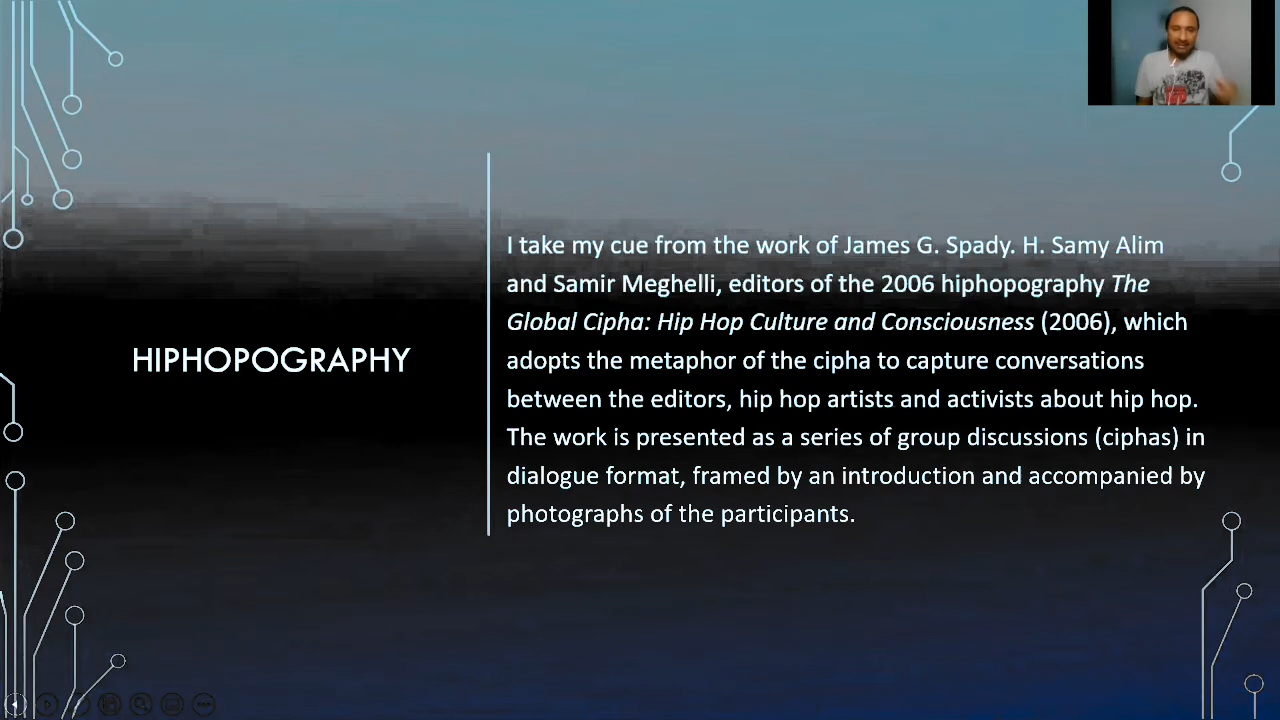 HIPHOPOGRAPHY
I take my cue from the work of James G. Spady. H. Samy Alim
and Samir Meghelli, editors of the 2006 hiphopography The
Global Cipha: Hip Hop Culture and Consciousness (2006), which
adopts the metaphor of the cipha to capture conversations
between the editors, hip hop artists and activists about hip hop.
The work is presented as a series of group discussions (ciphas) in
dialogue format, framed by an introduction and accompanied by
photographs of the participants.